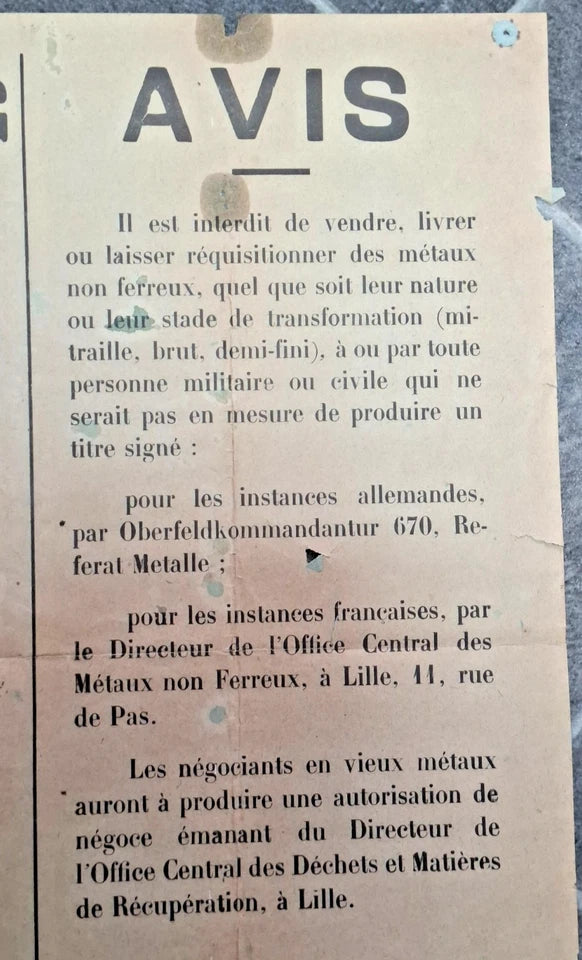 AVIS
Il est interdit de vendre, livrer
ou laisser réquisitionner des métaux
non ferreux, quel que soit leur nature
ou leur stade de transformation (mi-
traille, brut, demi-fini), à ou par toute
personne militaire ou civile qui ne
serait pas en mesure de produire un
titre signé :
pour les instances allemandes,
par Oberfeldkommandantur 670, Re-
ferat Metalle ;
pour les instances françaises, par
le Directeur de l'Office Central des
Métaux non Ferreux, à Lille, 11, rue
de Pas.
Les négociants en vieux métaux
auront à produire une autorisation de
négoce émanant du Directeur de
l'Office Central des Déchets et Matières
de Récupération, à Lille.